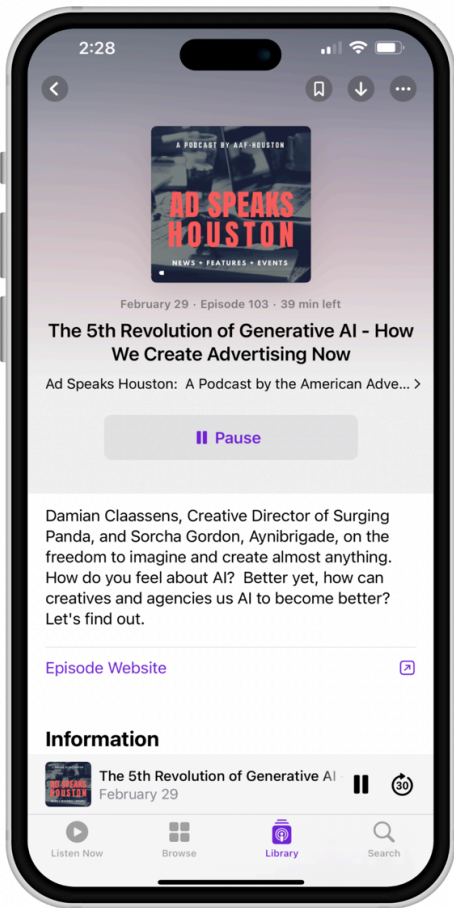 2:28
A PODCAST BY AAF-HOUSTON
AD SPEAKS
HOUSTON
NEWS + FEATURES + EVENTS
February 29 · Episode 103 · 39 min left
The 5th Revolution of Generative AI - How
We Create Advertising Now
Ad Speaks Houston:  A Podcast by the American Adve... >
Pause
Damian Claassens, Creative Director of Surging
Panda, and Sorcha Gordon, Aynibrigade, on the
freedom to imagine and create almost anything.
How do you feel about AI?  Better yet, how can
creatives and agencies us AI to become better?
Let's find out.
Episode Website
Information
AD SPEAKS
HOUSTON
The 5th Revolution of Generative AI -
February 29
30
Listen Now
Browse
Library
Search